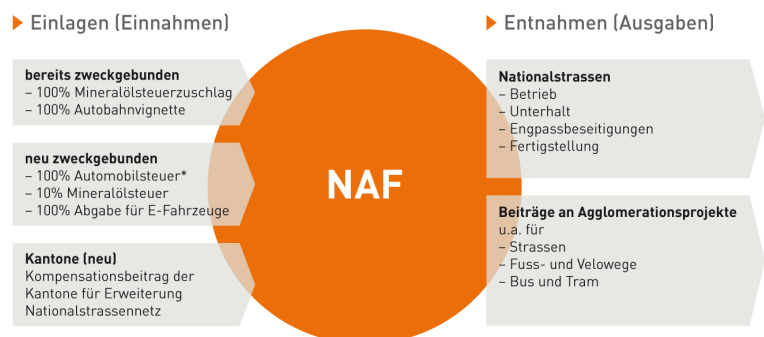 Einlagen (Einnahmen)
bereits zweckgebunden
– 100% Mineralölsteuerzuschlag
– 100% Autobahnvignette
neu zweckgebunden
– 100% Automobilsteuer*
– 10% Mineralölsteuer
– 100% Abgabe für E-Fahrzeuge
Kantone (neu)
Kompensationsbeitrag der
Kantone für Erweiterung
Nationalstrassennetz
NAF
Entnahmen (Ausgaben)
Nationalstrassen
– Betrieb
– Unterhalt
– Engpassbeseitigungen
– Fertigstellung
Beiträge an Agglomerationsprojekte
u.a. für
– Strassen
– Fuss- und Velowege
– Bus und Tram